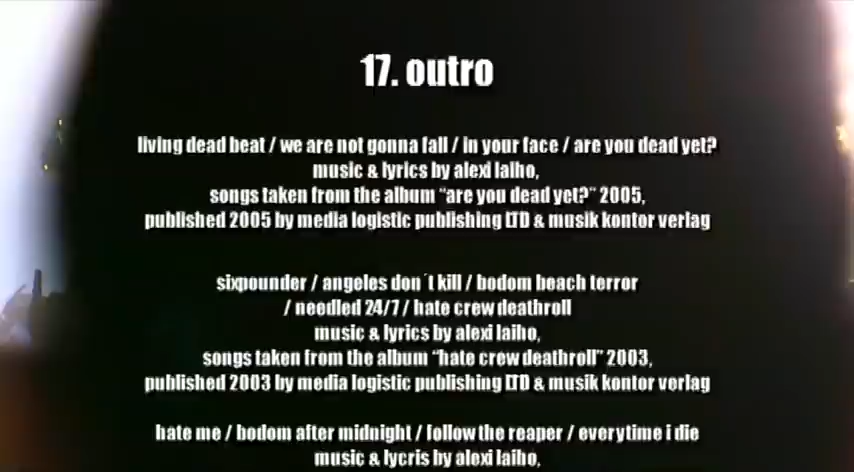 17. outro
living dead beat / we are not gonna fall / in your face / are you dead yet?
music & lyrics by alexi laiho,
songs taken from the album "are you dead yet?" 2005,
published 2005 by media logistic publishing LTD & musik kontor verlag
sixpounder / angeles don´t kill / bodom beach terror
/ needled 24/7 / hate crew deathroll
music & lyrics by alexi laiho,
songs taken from the album "hate crew deathroll" 2003,
published 2003 by media logistic publishing LTD & musik kontor verlag
hate me / bodom after midnight / follow the reaper / everytime i die
music & lycris by alexi laiho,